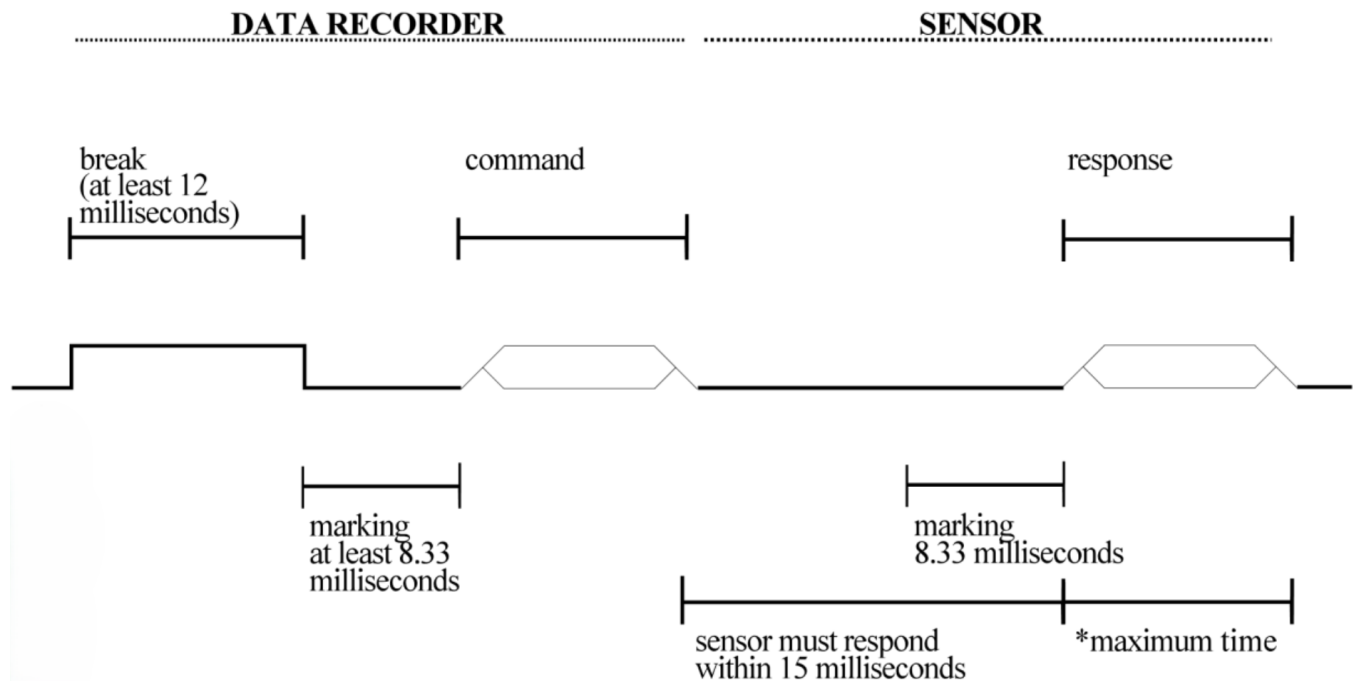 DATA RECORDER
SENSOR
break
(at least 12
milliseconds)
command
response
marking
at least 8.33
milliseconds
marking
8.33 milliseconds
sensor must respond
within 15 milliseconds
*maximum time